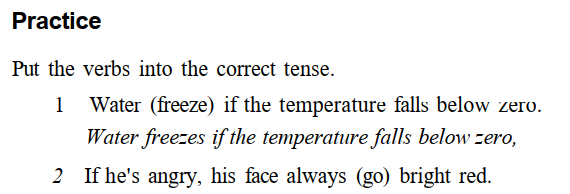 Practice
Put the verbs into the correct tense.
1 Water (freeze) if the temperature falls below zero.
Water freezes if the temperature falls below zero,
2 If he's angry, his face always (go) bright red.